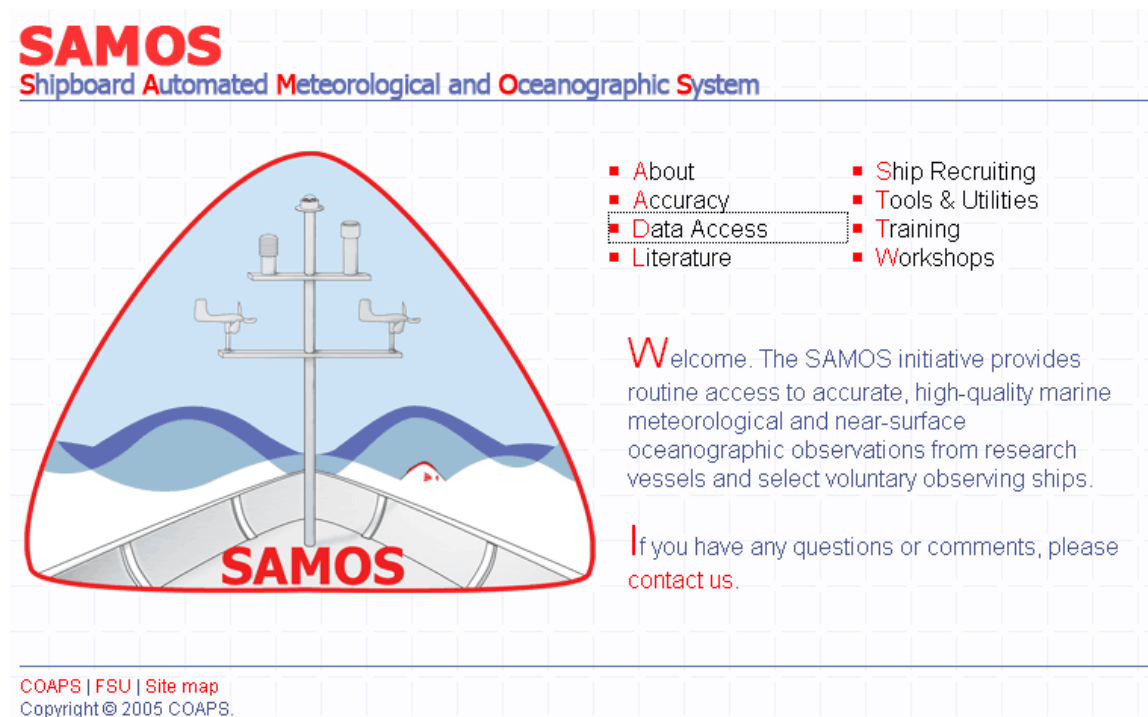 SAMOS
Shipboard Automated Meteorological and Oceanographic System
About
Accuracy
Data Access
Literature
Ship Recruiting
Tools & Utilities
Training
Workshops
Welcome. The SAMOS initiative provides
routine access to accurate, high-quality marine
meteorological and near-surface
oceanographic observations from research
vessels and select voluntary observing ships.
If you have any questions or comments, please
contact us.
SAMOS
COAPS | FSU | Site map
Copyright © 2005 COAPS.